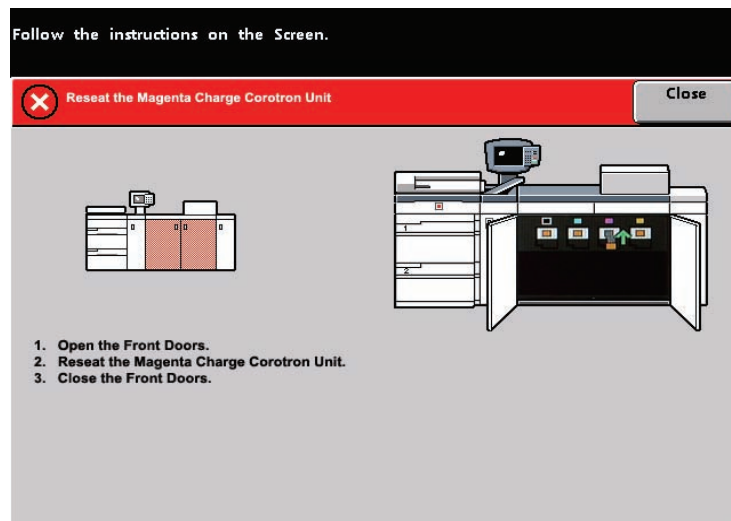 Follow the instructions on the Screen.
Reseat the Magenta Charge Corotron Unit
Close
1
2
1. Open the Front Doors.
2. Reseat the Magenta Charge Corotron Unit.
3. Close the Front Doors.